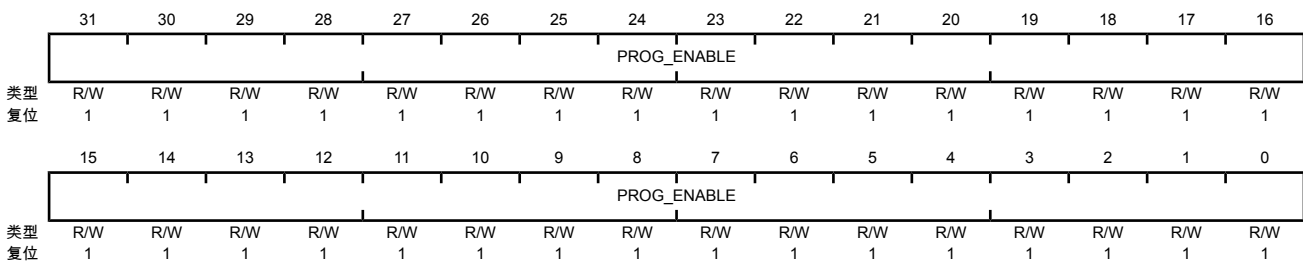 31 30 29 28 27 26 25 24 23 22 21 20 19 18 17 16
PROG_ENABLE
类型 R/W R/W R/W R/W R/W R/W R/W R/W R/W R/W R/W R/W R/W R/W R/W R/W
复位 1 1 1 1 1 1 1 1 1 1 1 1 1 1 1 1
15 14 13 12 11 10 9 8 7 6 5 4 3 2 1 0
PROG_ENABLE
类型 R/W R/W R/W R/W R/W R/W R/W R/W R/W R/W R/W R/W R/W R/W R/W R/W
复位 1 1 1 1 1 1 1 1 1 1 1 1 1 1 1 1